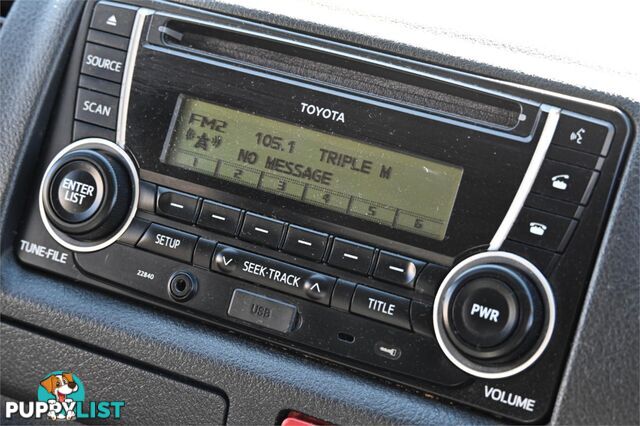 SOURCE
SCAN
ENTER
LIST
TUNE•FILE
TOYOTA
FM2 105.1 TRIPLE M
NO MESSAGE
1 2 3 4 5 6
SETUP
SEEK•TRACK
TITLE
22840
USB
PWR
VOLUME
PUPPYLIST